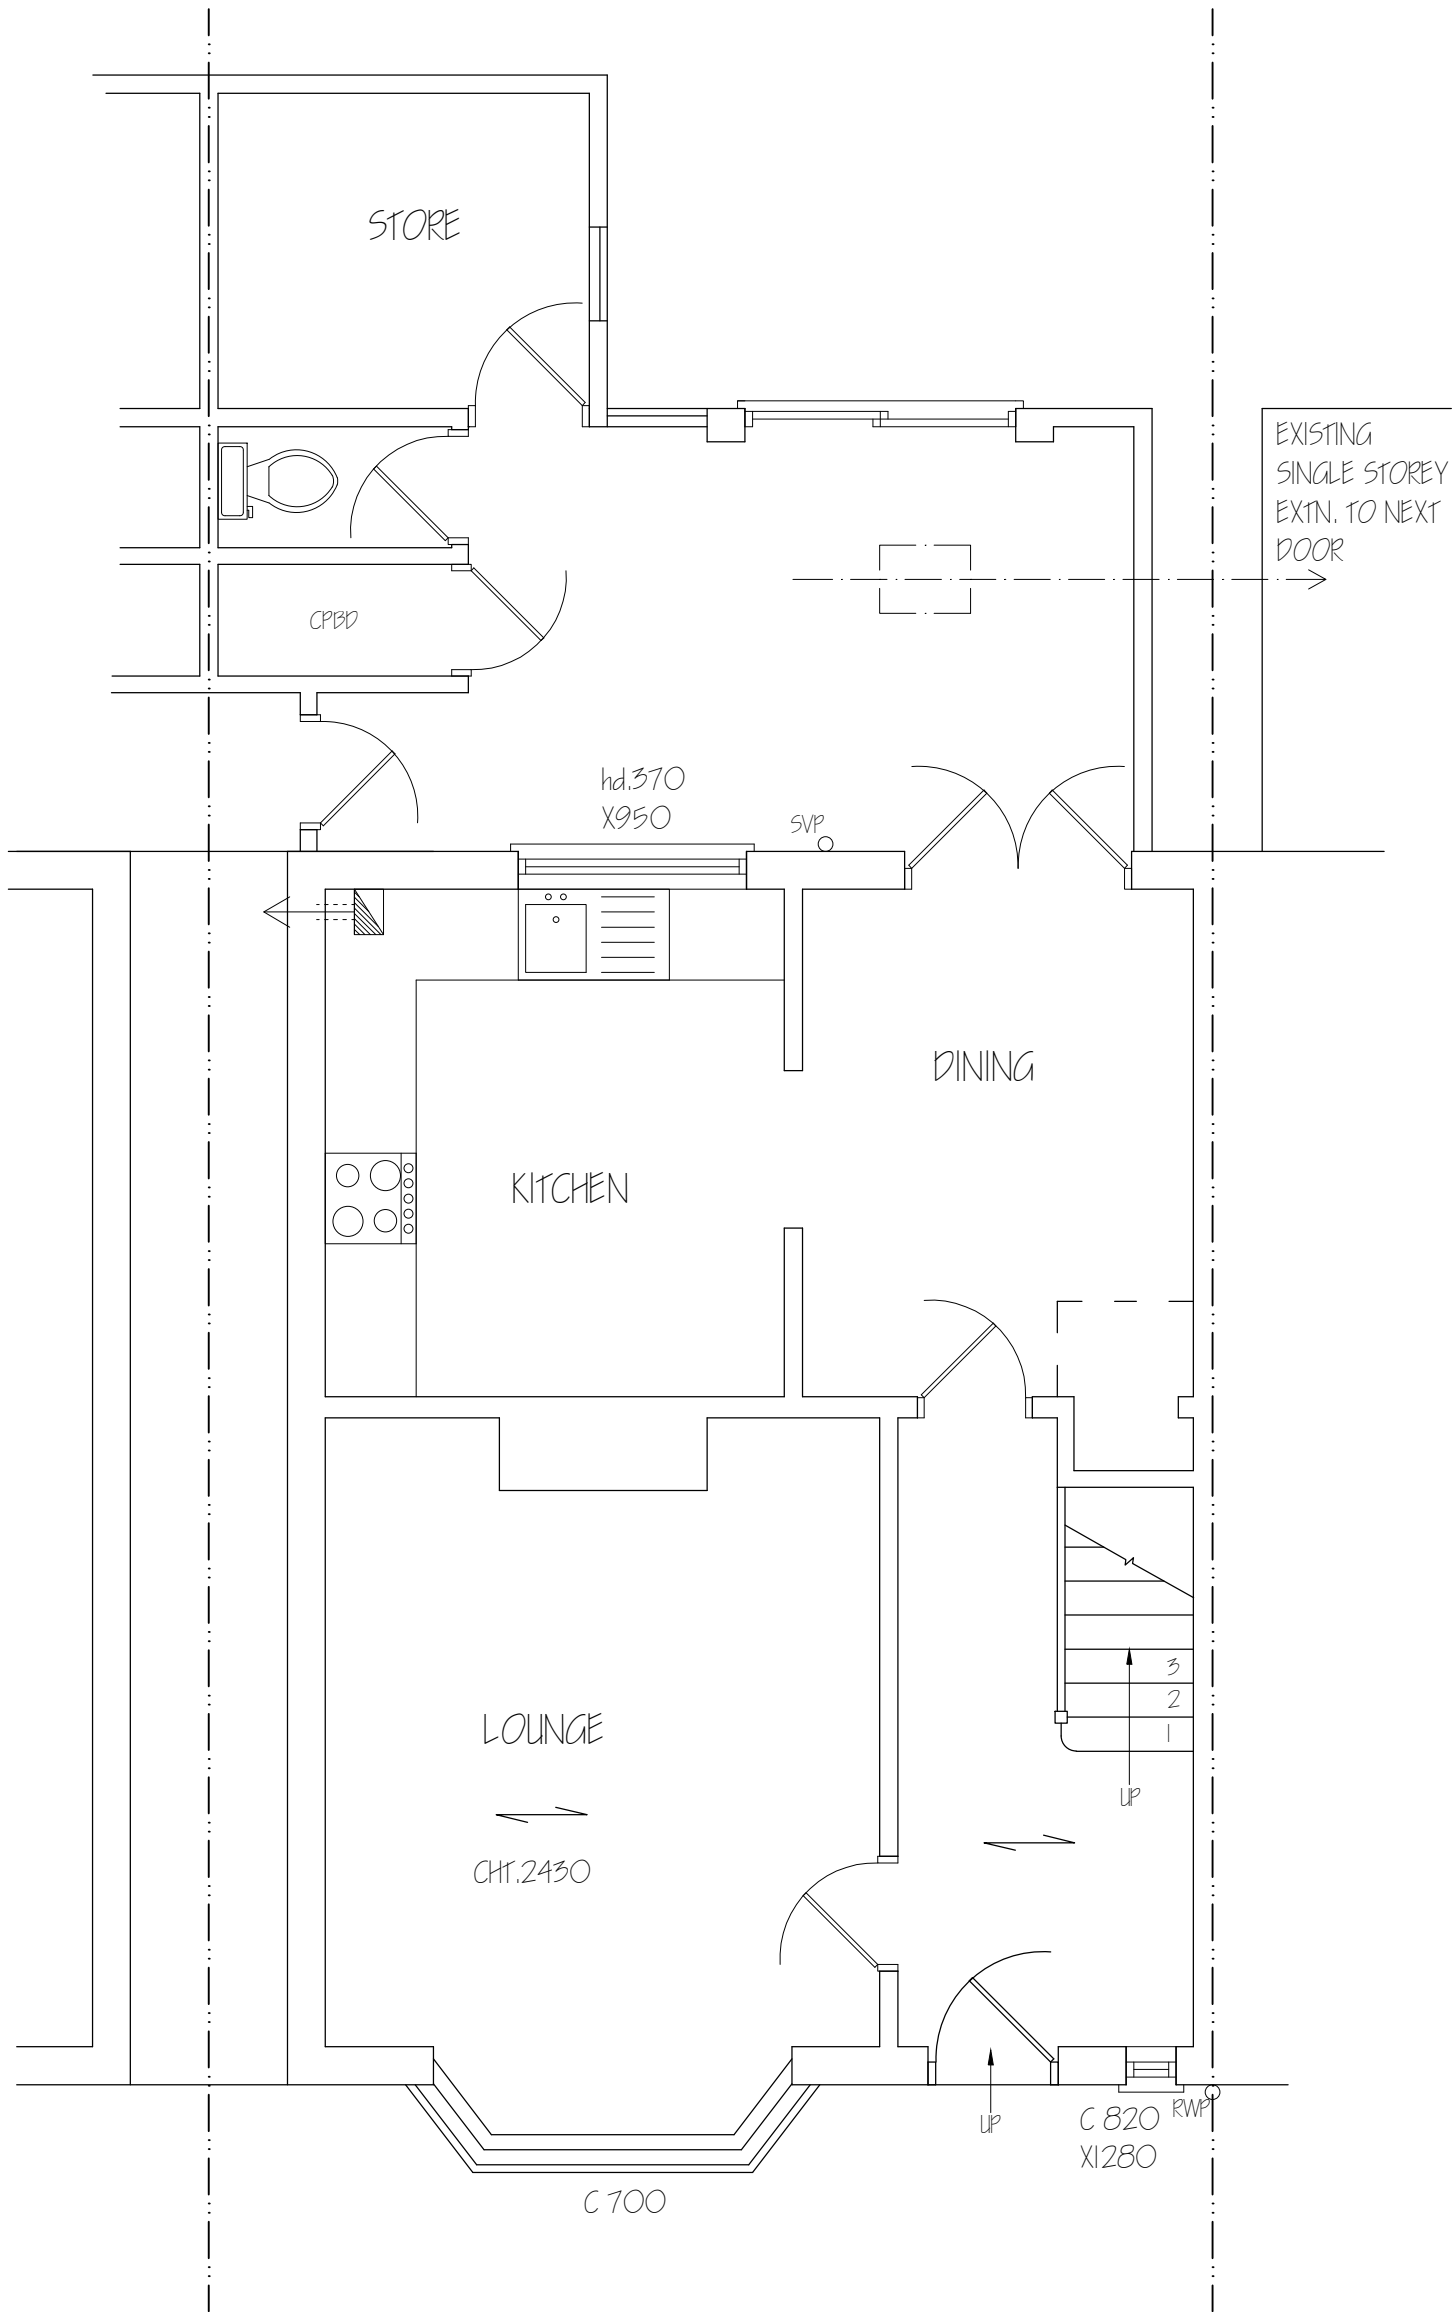 STORE
EXISTING
SINGLE STOREY
EXTN. TO NEXT
DOOR
CPBD
hd.370
X950
SVP
DINING
KITCHEN
3
2
1
UP
LOUNGE
CHT.2430
UP
C 820
X1280
RWP
C 700